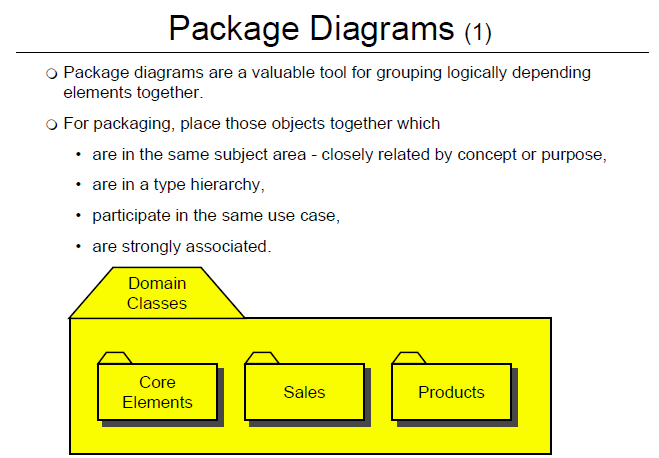 Package Diagrams (1)
Package diagrams are a valuable tool for grouping logically depending
elements together.
For packaging, place those objects together which
• are in the same subject area - closely related by concept or purpose,
• are in a type hierarchy,
• participate in the same use case,
• are strongly associated.
Domain
Classes
Core
Elements
Sales
Products